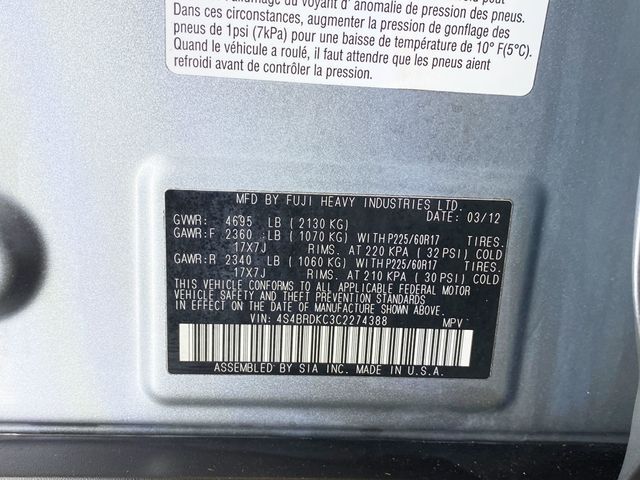 du voyant d' anomalie de pression des pneus.
Dans ces circonstances, augmenter la pression de gonflage des
pneus de 1psi (7kPa) pour une baisse de température de 10° F(5°C).
Quand le véhicule a roulé, il faut attendre que les pneus aient
refroidi avant de contrôler la pression.
MFD BY FUJI HEAVY INDUSTRIES LTD.
DATE: 03/12
GVWR: 4695 LB ( 2130 KG)
GAWR:F 2360 LB ( 1070 KG) WITH P225/60R17 TIRES.
17X7J RIMS. AT 220 KPA ( 32 PSI) COLD
GAWR:R 2340 LB ( 1060 KG) WITH P225/60R17 TIRES.
17X7J RIMS. AT 210 KPA ( 30 PSI) COLD
THIS VEHICLE CONFORMS TO ALL APPLICABLE FEDERAL MOTOR
VEHICLE SAFETY AND THEFT PREVENTION STANDARDS
IN EFFECT ON THE DATE OF MANUFACTURE SHOWN ABOVE.
VIN: 4S4BRDKC3C2274388 MPV
ASSEMBLED BY SIA INC. MADE IN U.S.A.